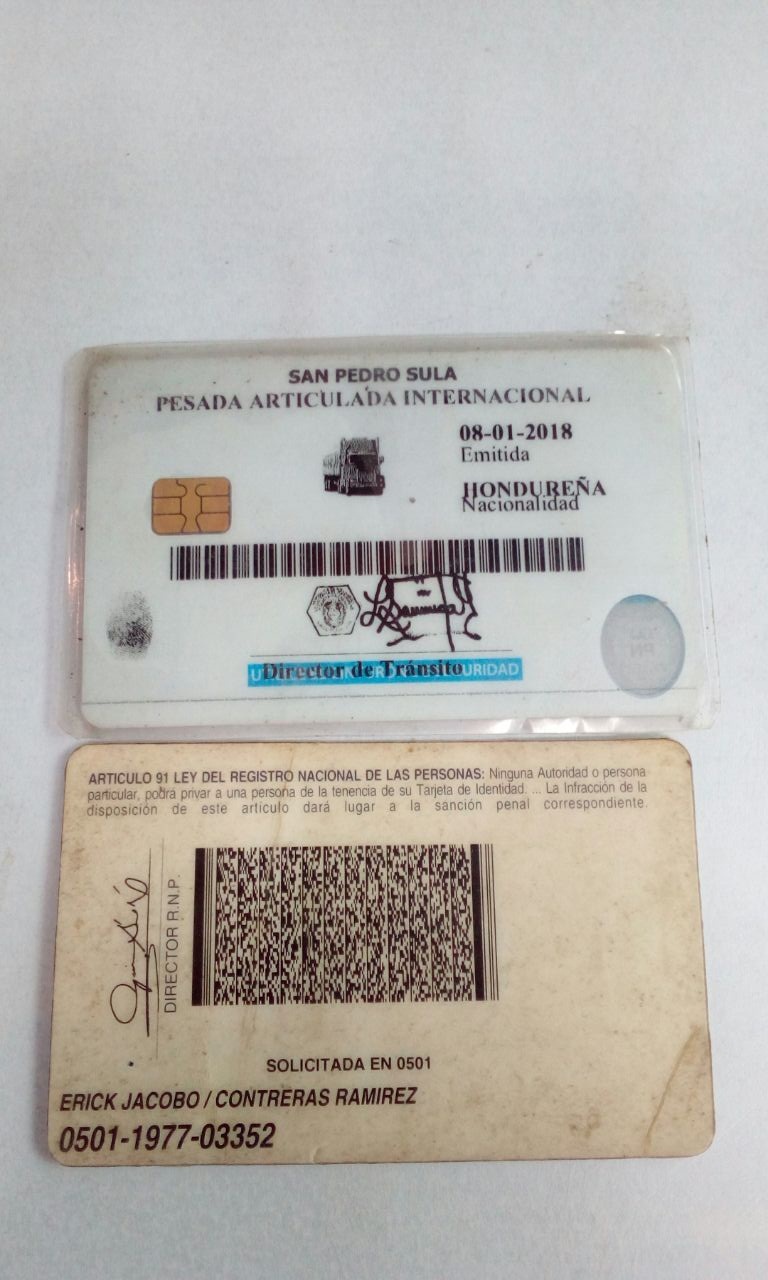 SAN PEDRO SULA
PESADA ARTICULADA INTERNACIONAL
08-01-2018
Emitida
HONDUREÑA
Nacionalidad
Director de Tránsito
URIDAD
ARTICULO 91 LEY DEL REGISTRO NACIONAL DE LAS PERSONAS: Ninguna Autoridad o persona
particular, podrá privar a una persona de la tenencia de su Tarjeta de Identidad. ... La Infracción de la
disposición de este artículo dará lugar a la sanción penal correspondiente.
DIRECTOR R.N.P.
SOLICITADA EN 0501
ERICK JACOBO / CONTRERAS RAMIREZ
0501-1977-03352